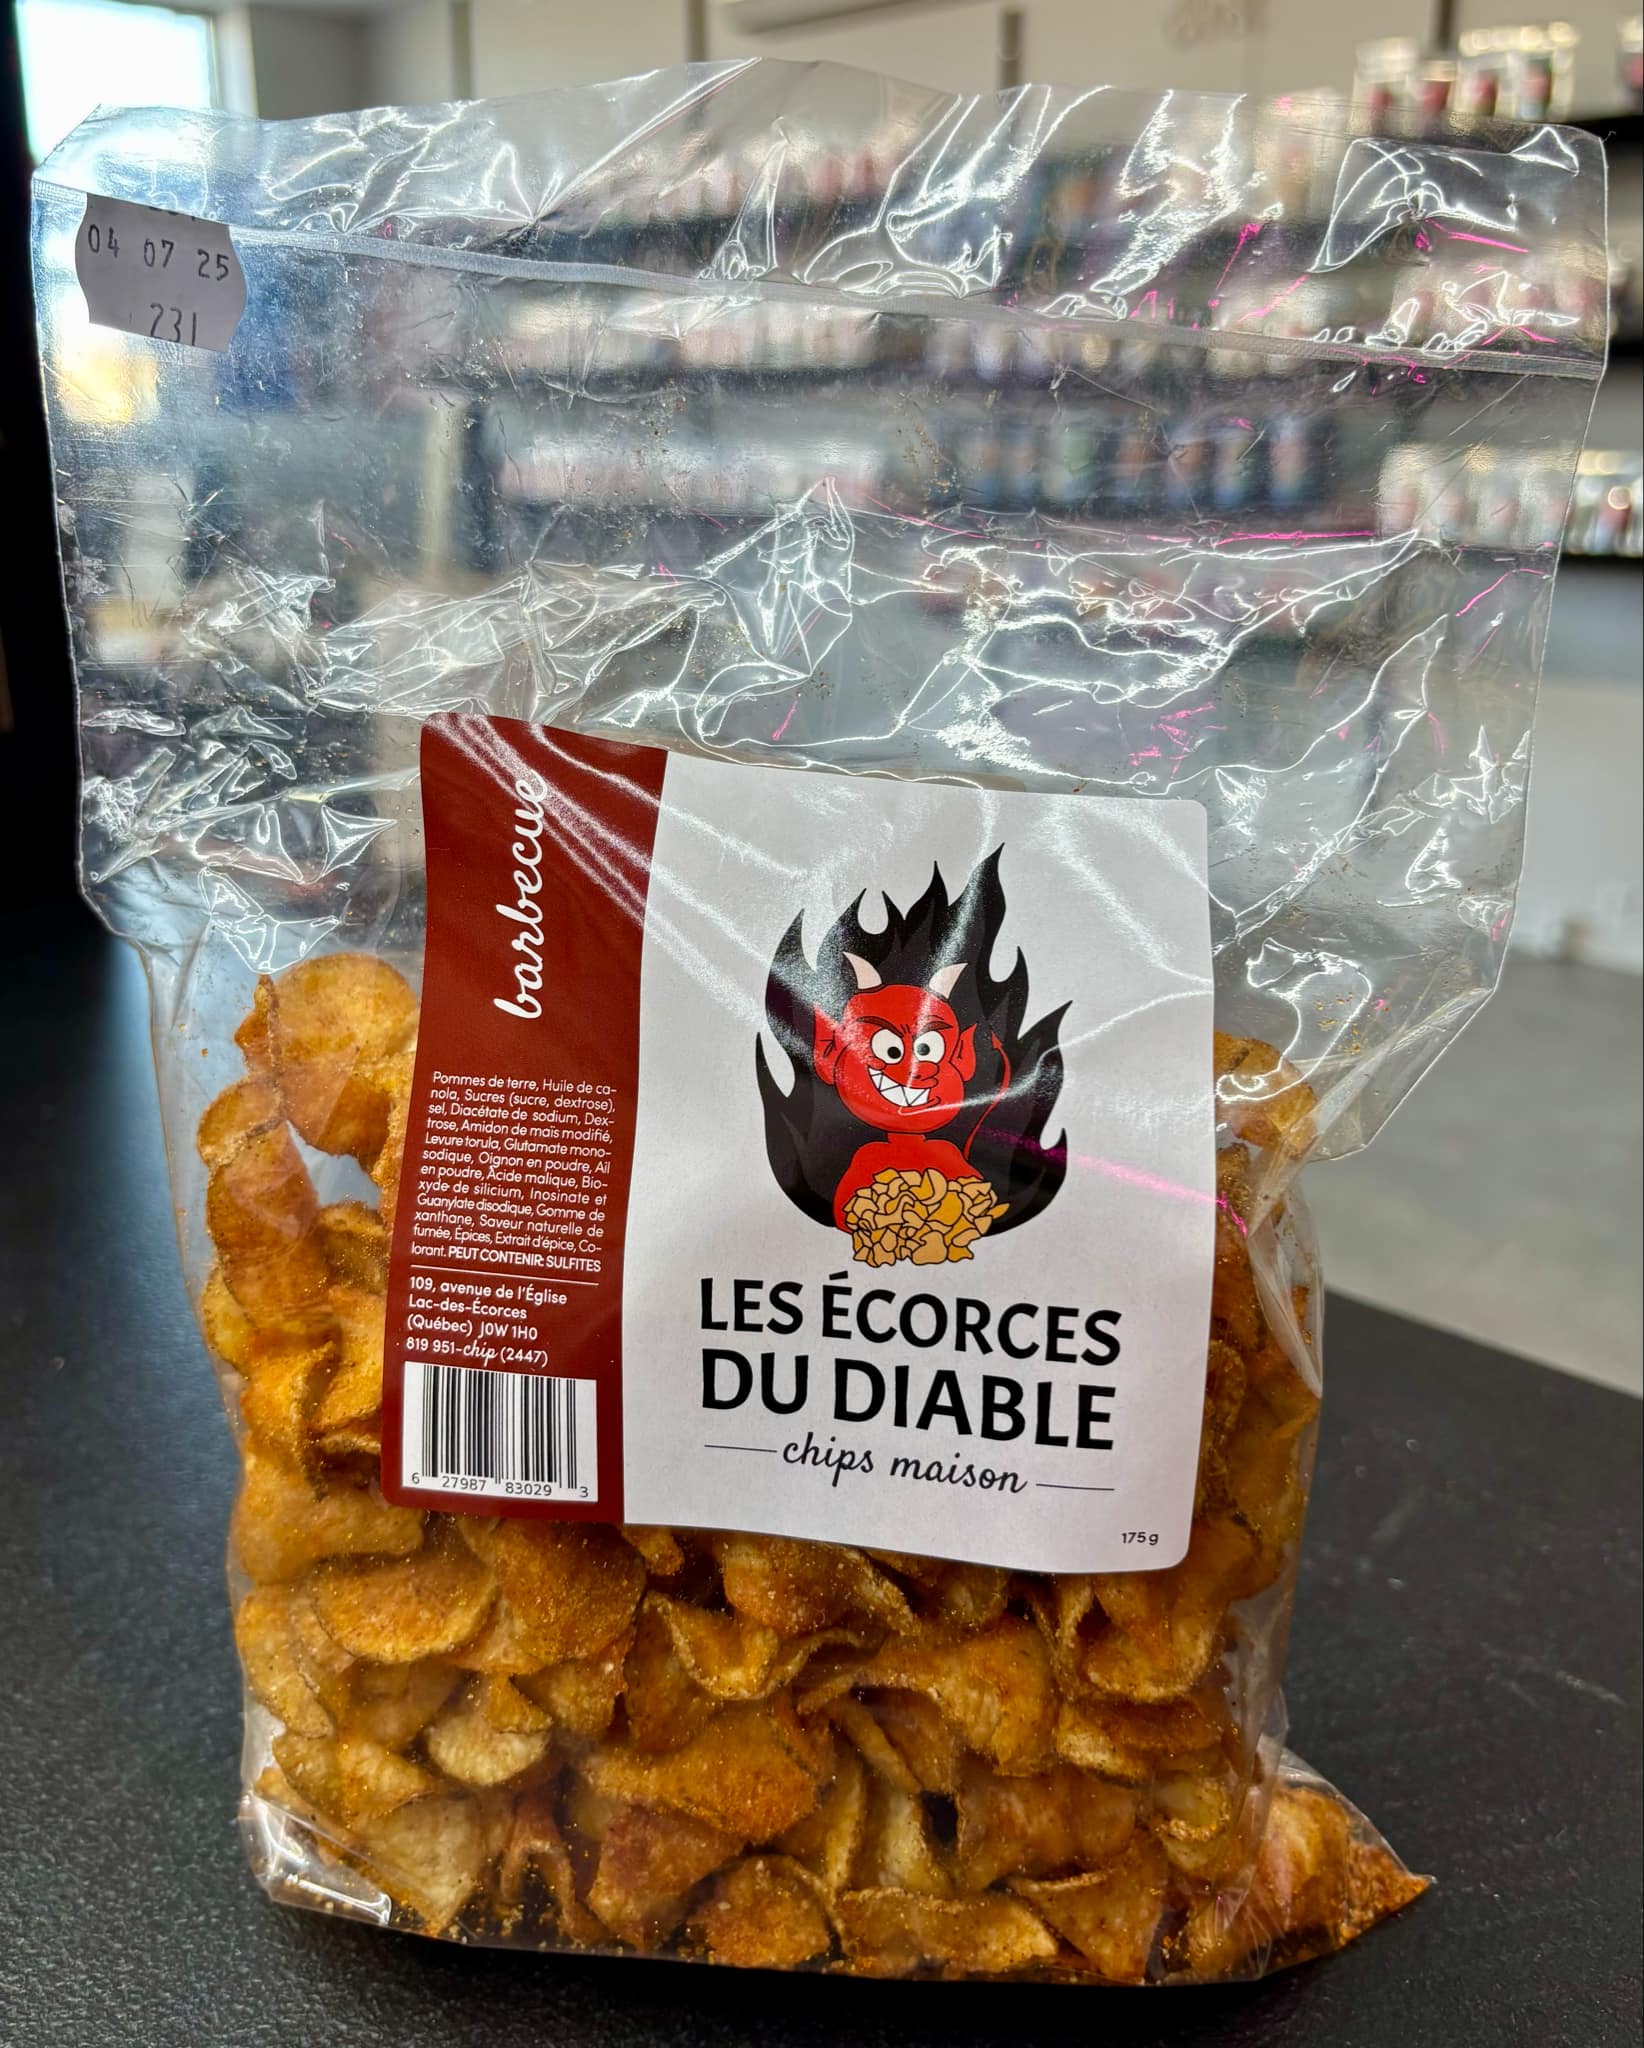 04 07 25
231
barbecue
Pommes de terre, Huile de ca-
nola, Sucres (sucre, dextrose),
sel, Diacétate de sodium, Dex-
trose, Amidon de maïs modifié,
Levure torula, Glutamate mono-
sodique, Oignon en poudre, Ail
en poudre, Acide malique, Bio-
xyde de silicium, Inosinate et
Guanylate disodique, Gomme de
xanthane, Saveur naturelle de
fumée, Épices, Extrait d'épice, Co-
lorant. PEUT CONTENIR: SULFITES
109, avenue de l'Église
Lac-des-Écorces
(Québec) J0W 1H0
819 951-chip (2447)
6 27987 83029 3
LES ÉCORCES
DU DIABLE
chips maison
175 g